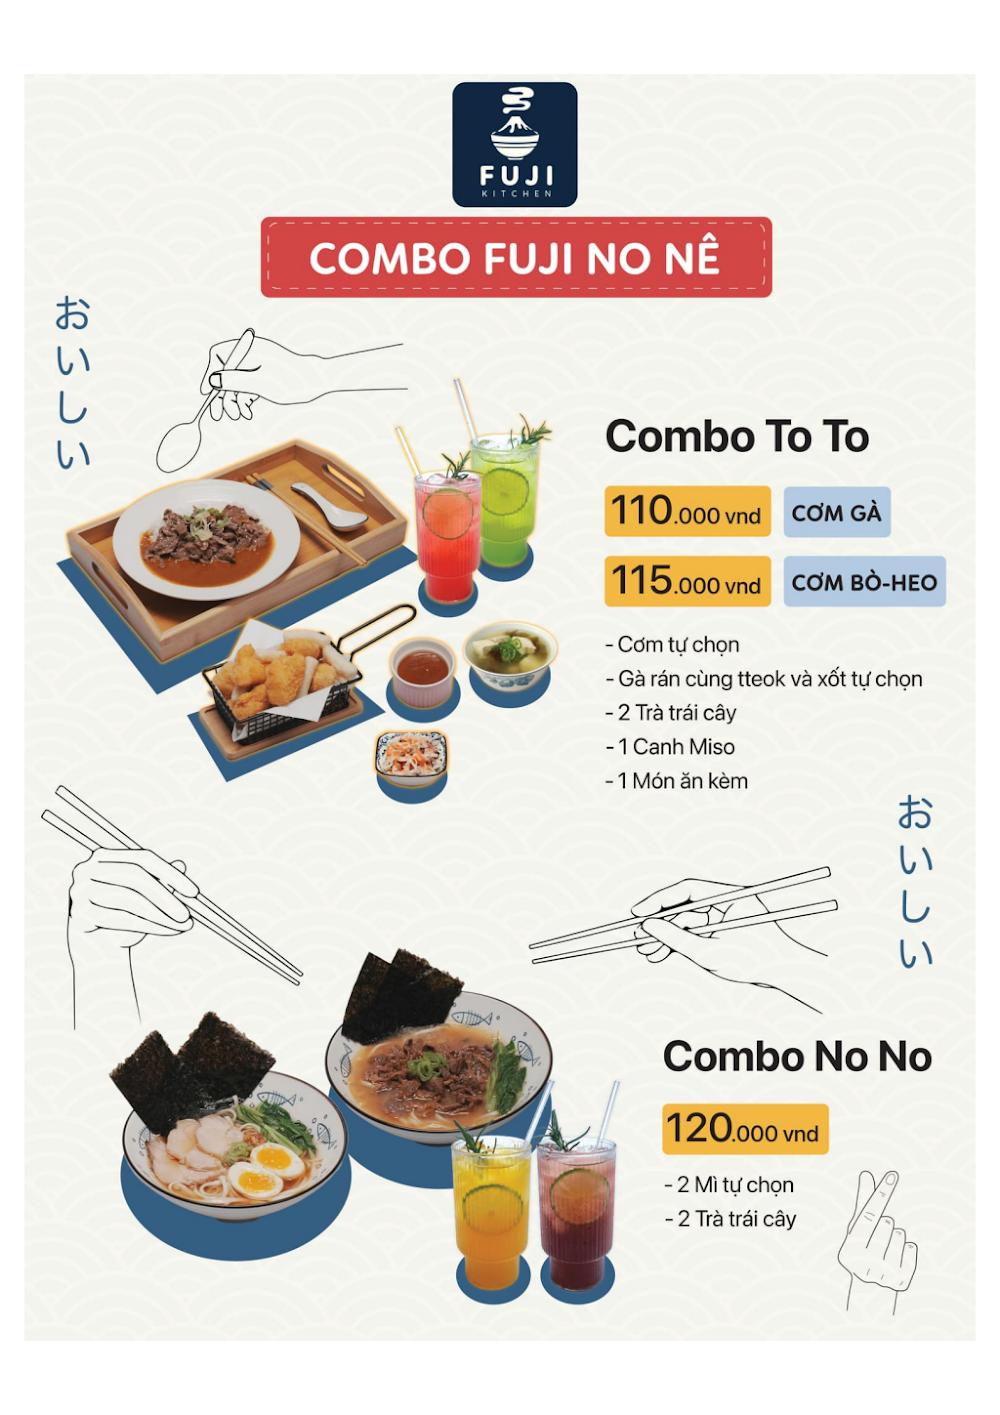 FUJI
KITCHEN
COMBO FUJI NO NÊ
おいしい
Combo To To
110.000 vnd CƠM GÀ
115.000 vnd CƠM BÒ-HEO
- Cơm tự chọn
- Gà rán cùng tteok và xốt tự chọn
- 2 Trà trái cây
- 1 Canh Miso
- 1 Món ăn kèm
おいしい
Combo No No
120.000 vnd
- 2 Mì tự chọn
- 2 Trà trái cây